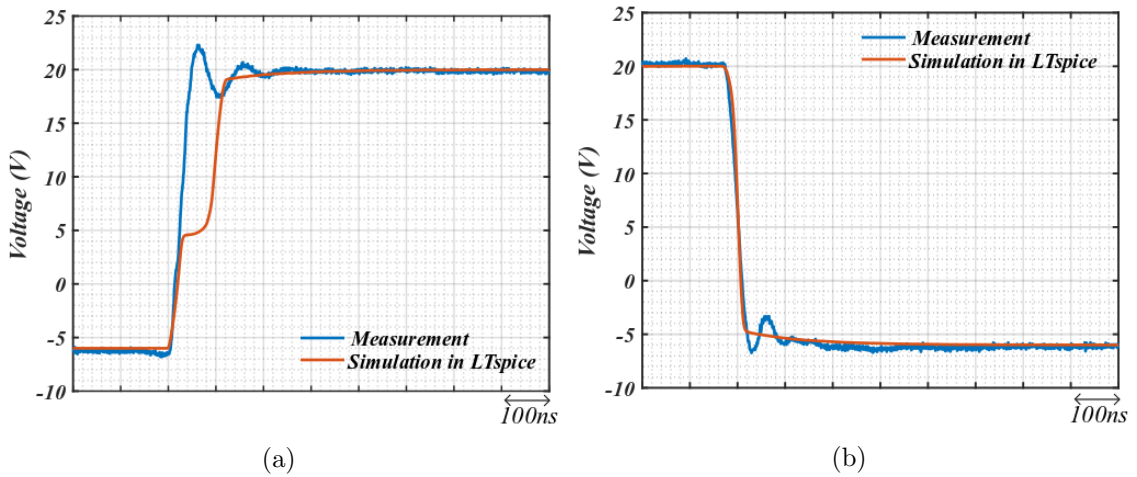 25
20
15
10
5
0
-5
-10
Voltage (V)
Measurement
Simulation in LTspice
100ns
(a)
25
20
15
10
5
0
-5
-10
Voltage (V)
Measurement
Simulation in LTspice
100ns
(b)